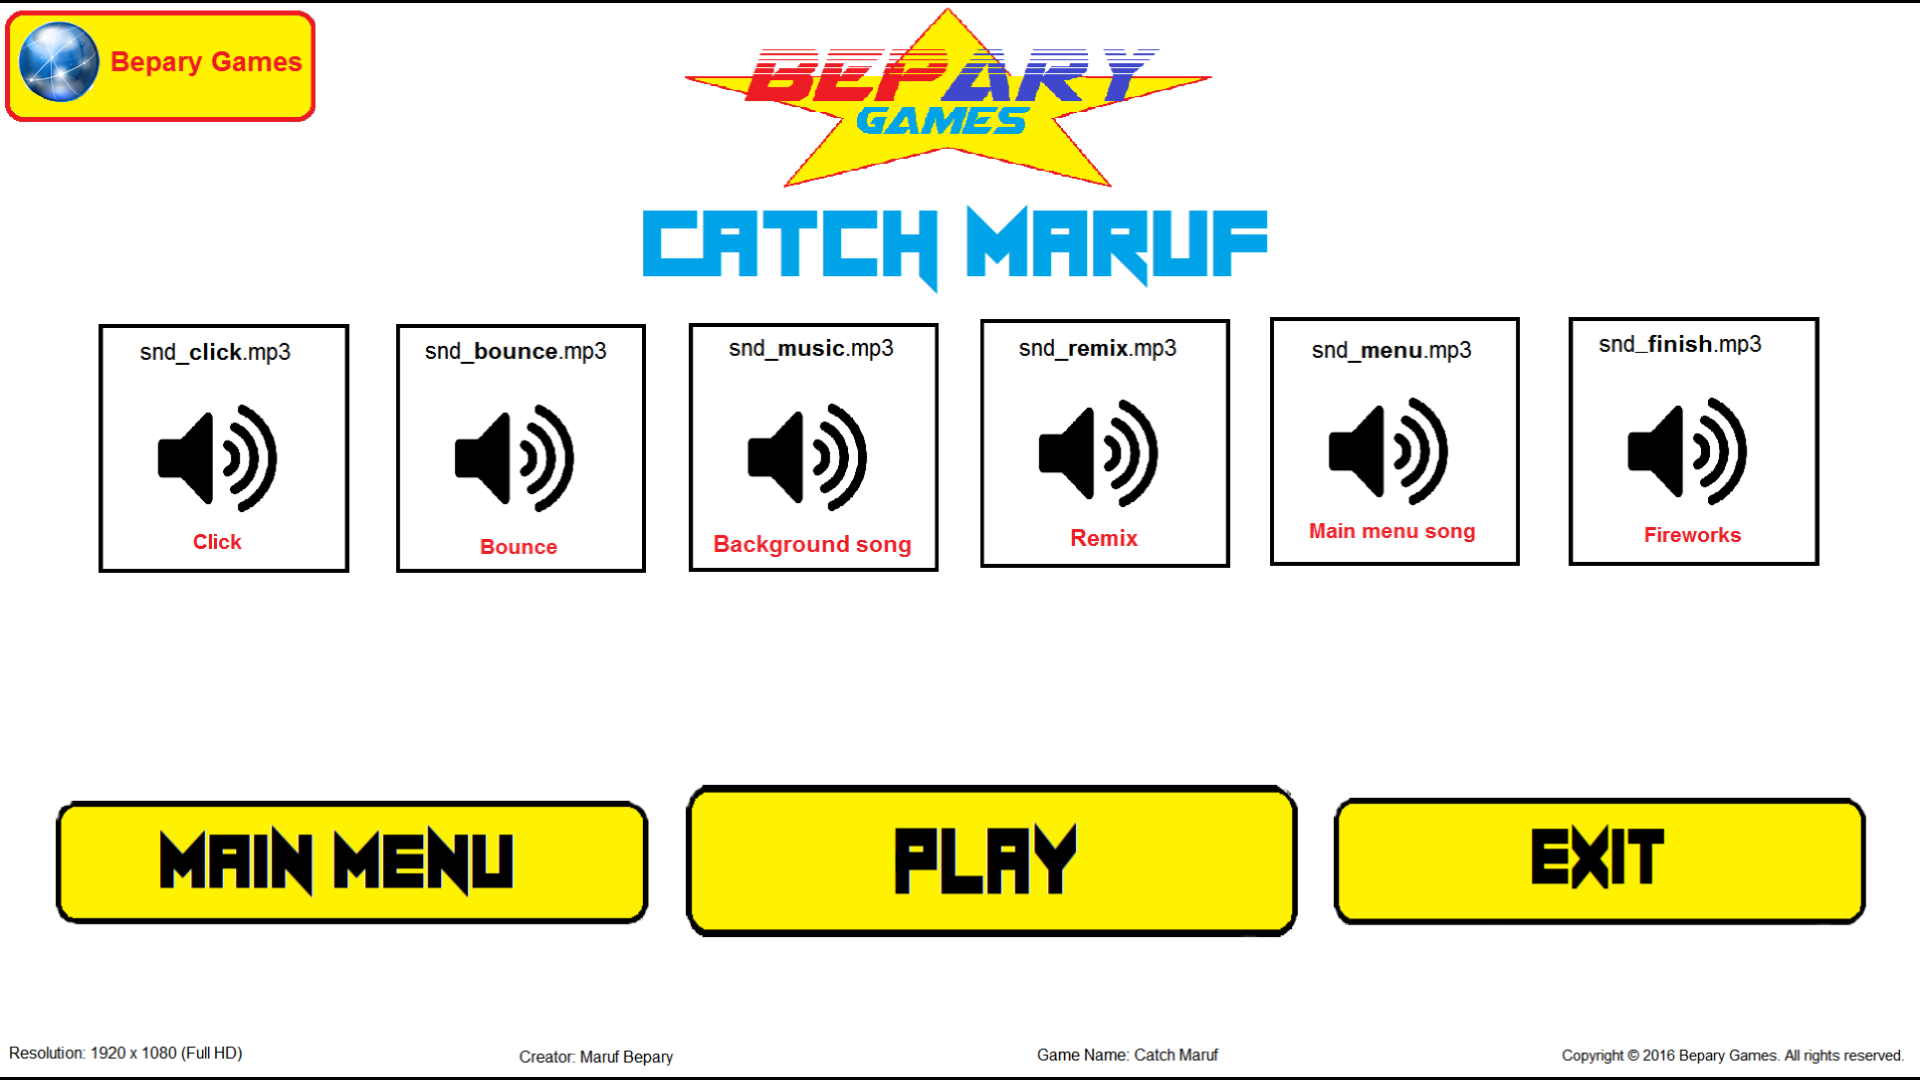 Bepary Games
BEPARY
GAMES
CATCH MARUF
snd_click.mp3
Click
snd_bounce.mp3
Bounce
snd_music.mp3
Background song
snd_remix.mp3
Remix
snd_menu.mp3
Main menu song
snd_finish.mp3
Fireworks
MAIN MENU
PLAY
EXIT
Resolution: 1920 x 1080 (Full HD)
Creator: Maruf Bepary
Game Name: Catch Maruf
Copyright © 2016 Bepary Games. All rights reserved.